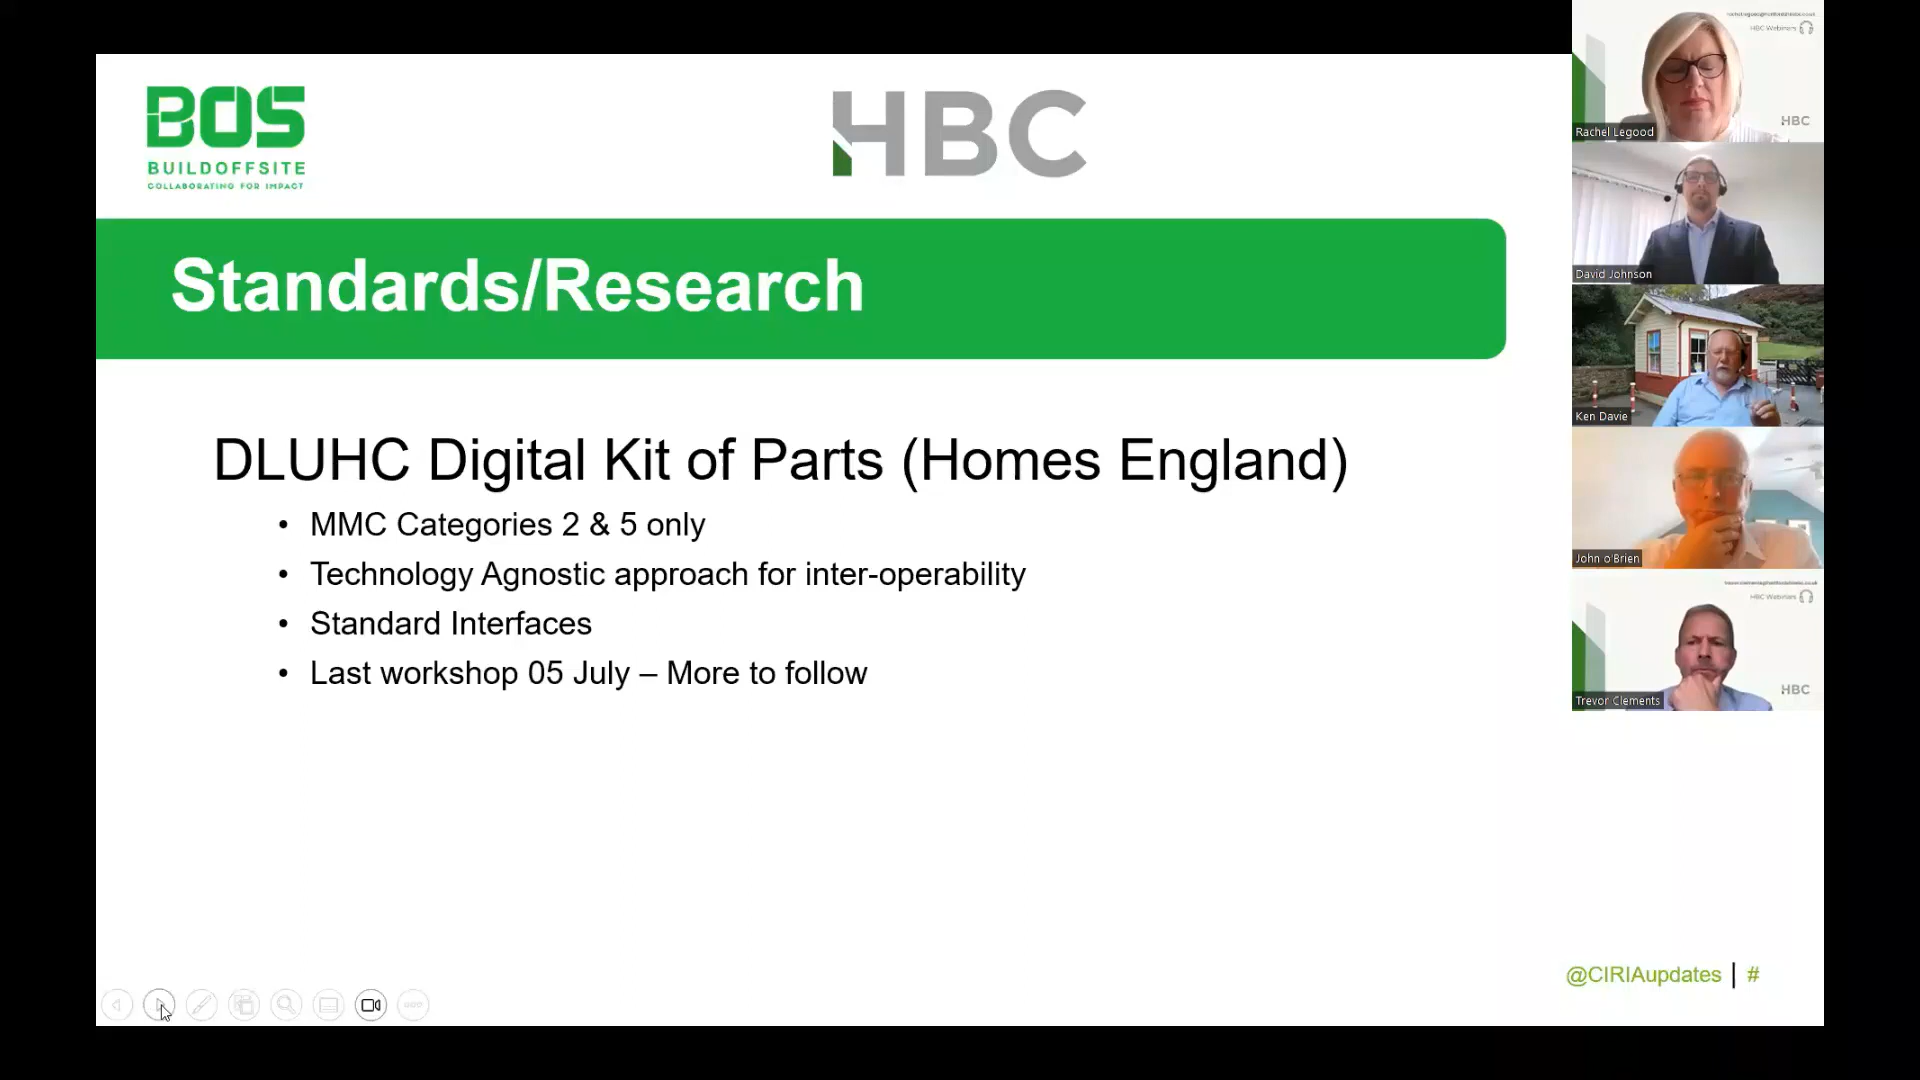 BOS
BUILDOFFSITE
COLLABORATING FOR IMPACT
HBC
Standards/Research
DLUHC Digital Kit of Parts (Homes England)
• MMC Categories 2 & 5 only
• Technology Agnostic approach for inter-operability
• Standard Interfaces
• Last workshop 05 July – More to follow
@CIRIAupdates | #
HBC Webinars
HBC
Rachel Legood
David Johnson
Ken Davie
John o'Brien
HBC Webinars
HBC
Trevor Clements